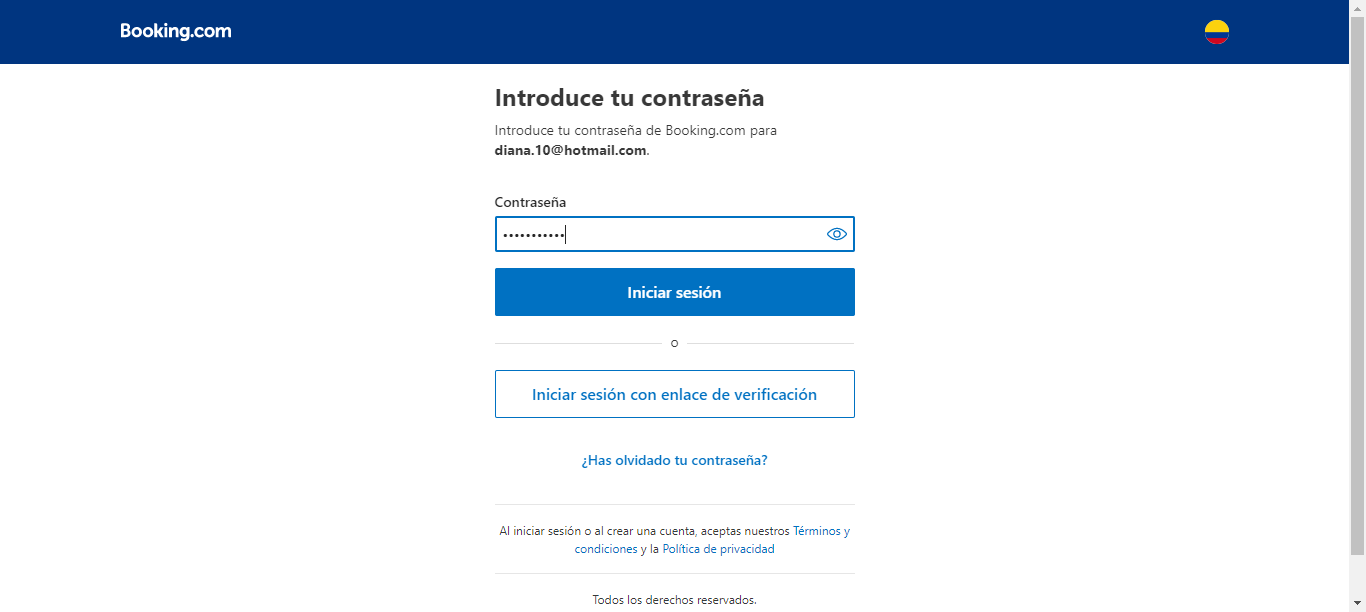 Booking.com
Introduce tu contraseña
Introduce tu contraseña de Booking.com para
diana.10@hotmail.com.
Contraseña
•••••••••••
Iniciar sesión
o
Iniciar sesión con enlace de verificación
¿Has olvidado tu contraseña?
Al iniciar sesión o al crear una cuenta, aceptas nuestros Términos y
condiciones y la Política de privacidad
Todos los derechos reservados.